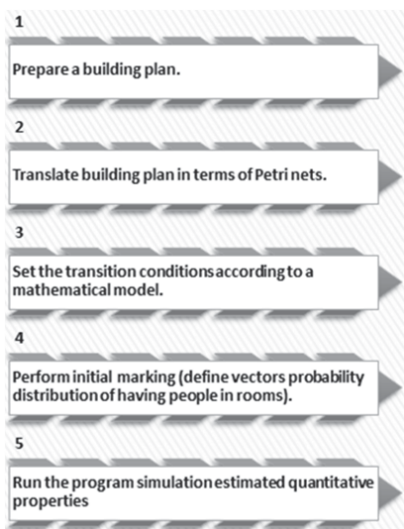 1
Prepare a building plan.
2
Translate building plan in terms of Petri nets.
3
Set the transition conditions according to a
mathematical model.
4
Perform initial marking (define vectors probability
distribution of having people in rooms).
5
Run the program simulation estimated quantitative
properties